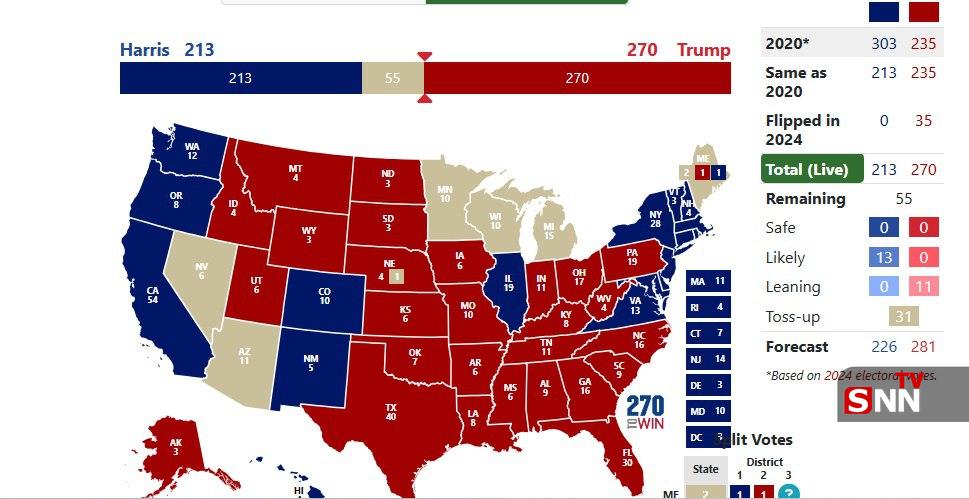 Harris 213
270 Trump
213
55
270
2020* 303 235
Same as 213 235
2020
Flipped in 0 35
2024
Total (Live) 213 270
Remaining 55
Safe 0 0
Likely 13 0
Leaning 0 11
Toss-up 31
Forecast 226 281
*Based on 2024 electoral votes.
SNN TV
WA
12
OR
8
CA
54
NV
6
ID
4
MT
4
WY
3
UT
6
AZ
11
CO
10
NM
5
ND
3
SD
3
NE
4 1
KS
6
OK
7
TX
40
MN
10
IA
6
MO
10
AR
6
LA
8
WI
10
IL
19
MI
15
IN
11
OH
17
KY
8
TN
11
MS
6
AL
9
GA
16
FL
30
SC
9
NC
16
VA
13
WV
4
PA
19
NY
28
VT
3
NH
4
ME
2 1 1
AK
3
HI
MA 11
RI 4
CT 7
NJ 14
DE 3
MD 10
DC 3
270
TO WIN
Split Votes
State
District
1 2 3
ME 2 1 1 ?